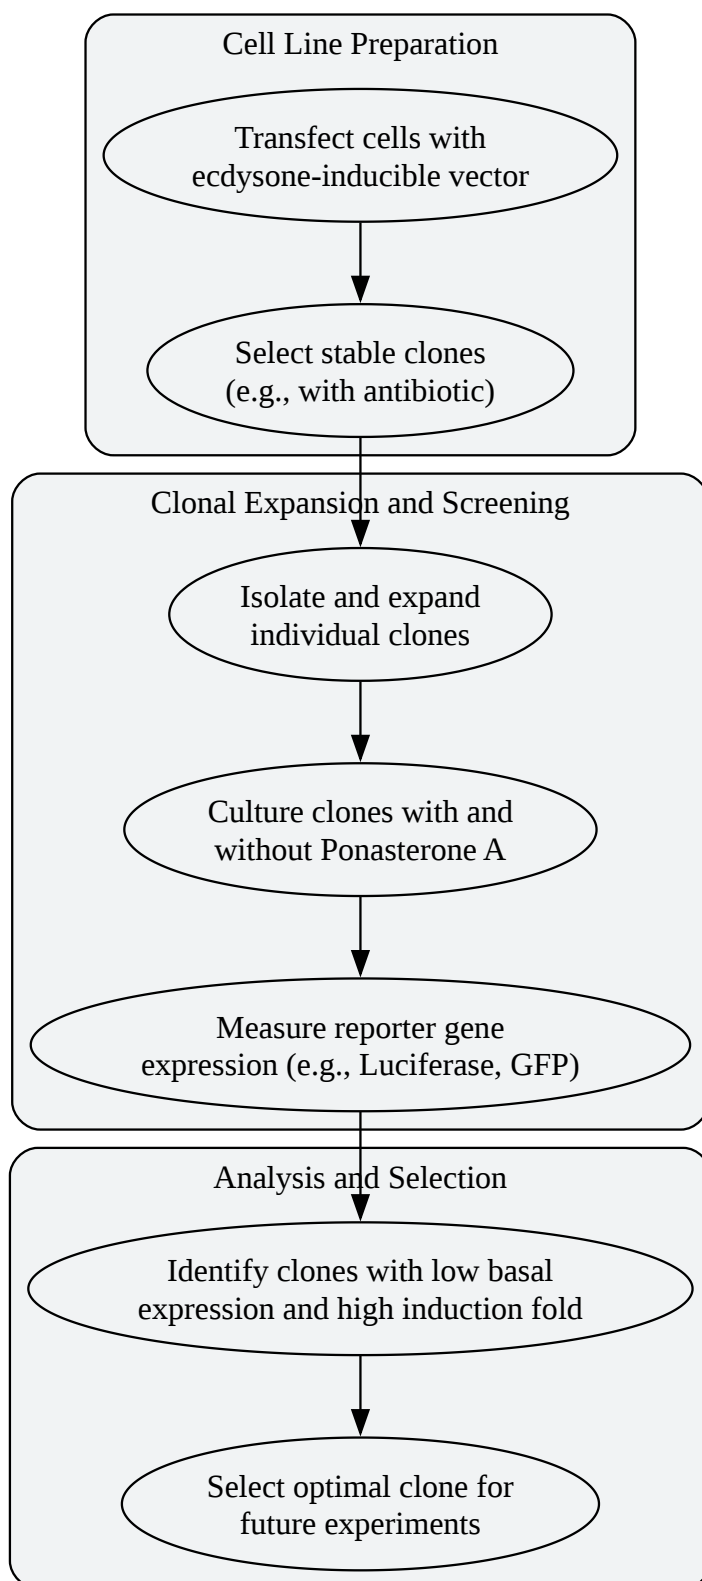 Cell Line Preparation
Transfect cells with
ecdysone-inducible vector
Select stable clones
(e.g., with antibiotic)
Clonal Expansion and Screening
Isolate and expand
individual clones
Culture clones with and
without Ponasterone A
Measure reporter gene
expression (e.g., Luciferase, GFP)
Analysis and Selection
Identify clones with low basal
expression and high induction fold
Select optimal clone for
future experiments